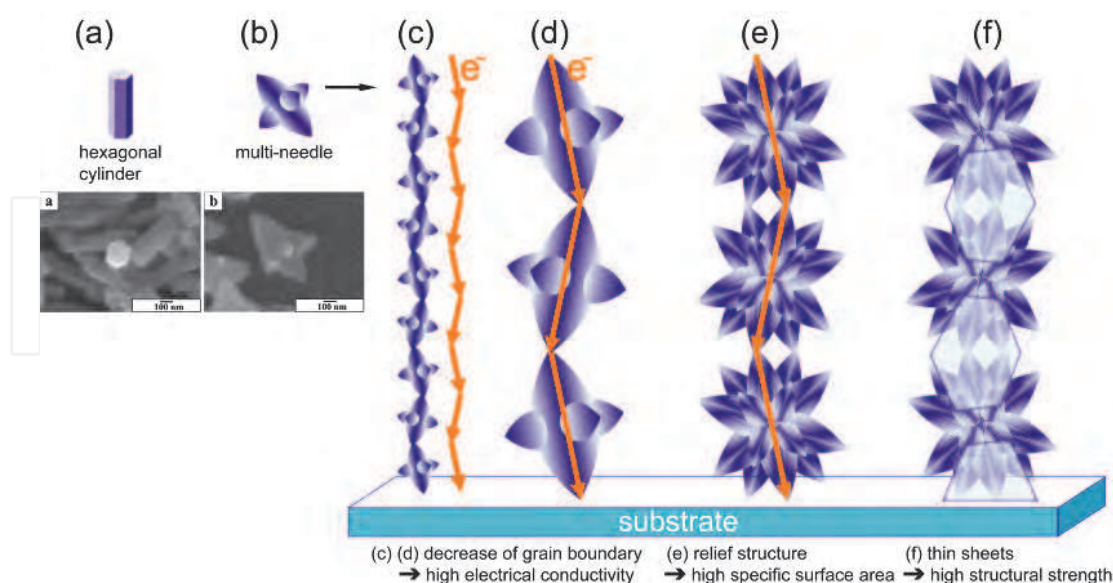 (a) (b) (c) (d) (e) (f)
e⁻ e⁻
hexagonal
cylinder
multi-needle
a b
100 nm 100 nm
substrate
(c) (d) decrease of grain boundary
➔ high electrical conductivity
(e) relief structure
➔ high specific surface area
(f) thin sheets
➔ high structural strength